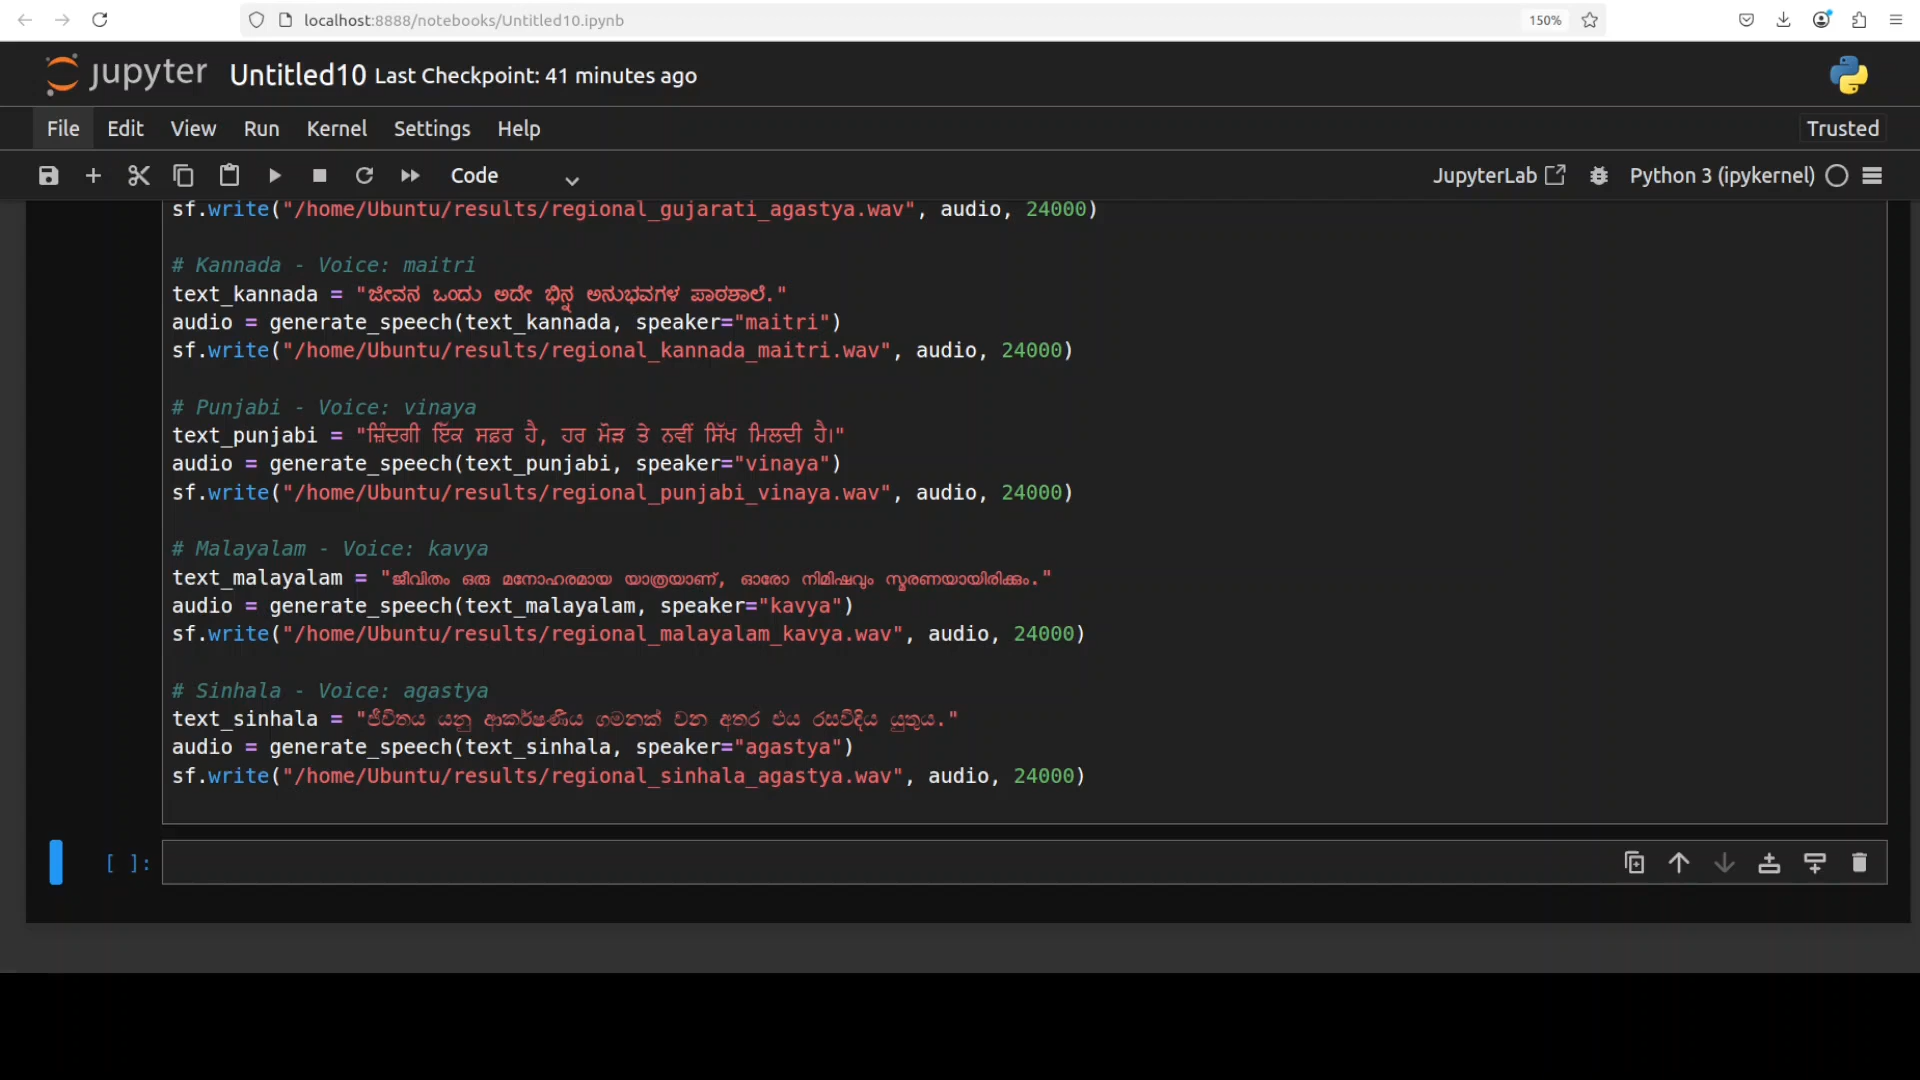 localhost:8888/notebooks/Untitled10.ipynb
150%
jupyter Untitled10 Last Checkpoint: 41 minutes ago
File Edit View Run Kernel Settings Help Trusted
Code JupyterLab Python 3 (ipykernel)
sf.write("/home/Ubuntu/results/regional_gujarati_agastya.wav", audio, 24000)
# Kannada - Voice: maitri
text_kannada = "ಜೀವನ ಒಂದು ಅದೇ ಭಿನ್ನ ಅನುಭವಗಳ ಪಾಠಶಾಲೆ."
audio = generate_speech(text_kannada, speaker="maitri")
sf.write("/home/Ubuntu/results/regional_kannada_maitri.wav", audio, 24000)
# Punjabi - Voice: vinaya
text_punjabi = "ਜ਼ਿੰਦਗੀ ਇੱਕ ਸਫ਼ਰ ਹੈ, ਹਰ ਮੋੜ ਤੇ ਨਵੀਂ ਸਿੱਖ ਮਿਲਦੀ ਹੈ।"
audio = generate_speech(text_punjabi, speaker="vinaya")
sf.write("/home/Ubuntu/results/regional_punjabi_vinaya.wav", audio, 24000)
# Malayalam - Voice: kavya
text_malayalam = "ജീവിതം ഒരു മനോഹരമായ യാത്രയാണ്, ഓരോ നിമിഷവും സ്മരണയായിരിക്കും."
audio = generate_speech(text_malayalam, speaker="kavya")
sf.write("/home/Ubuntu/results/regional_malayalam_kavya.wav", audio, 24000)
# Sinhala - Voice: agastya
text_sinhala = "ජීවිතය යනු ආකර්ෂණීය ගමනක් වන අතර එය රසවිඳිය යුතුය."
audio = generate_speech(text_sinhala, speaker="agastya")
sf.write("/home/Ubuntu/results/regional_sinhala_agastya.wav", audio, 24000)
[ ]: